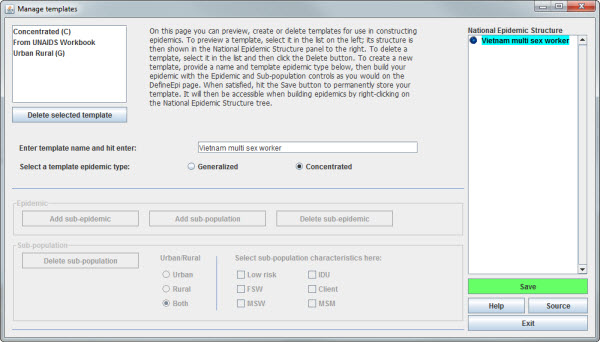 Manage templates
Concentrated (C)
From UNAIDS Workbook
Urban Rural (G)
Delete selected template
On this page you can preview, create or delete templates for use in constructing
epidemics. To preview a template, select it in the list on the left; its structure is
then shown in the National Epidemic Structure panel to the right. To delete a
template, select it in the list and then click the Delete button. To create a new
template, provide a name and template epidemic type below, then build your
epidemic with the Epidemic and Sub-population controls as you would on the
DefineEpi page. When satisfied, hit the Save button to permanently store your
template. It will then be accessible when building epidemics by right-clicking on
the National Epidemic Structure tree.
National Epidemic Structure
Vietnam multi sex worker
Enter template name and hit enter:
Vietnam multi sex worker
Select a template epidemic type:
Generalized
Concentrated
Epidemic
Add sub-epidemic
Add sub-population
Delete sub-epidemic
Sub-population
Delete sub-population
Urban/Rural
Urban
Rural
Both
Select sub-population characteristics here:
Low risk
IDU
FSW
Client
MSW
MSM
Save
Help
Source
Exit